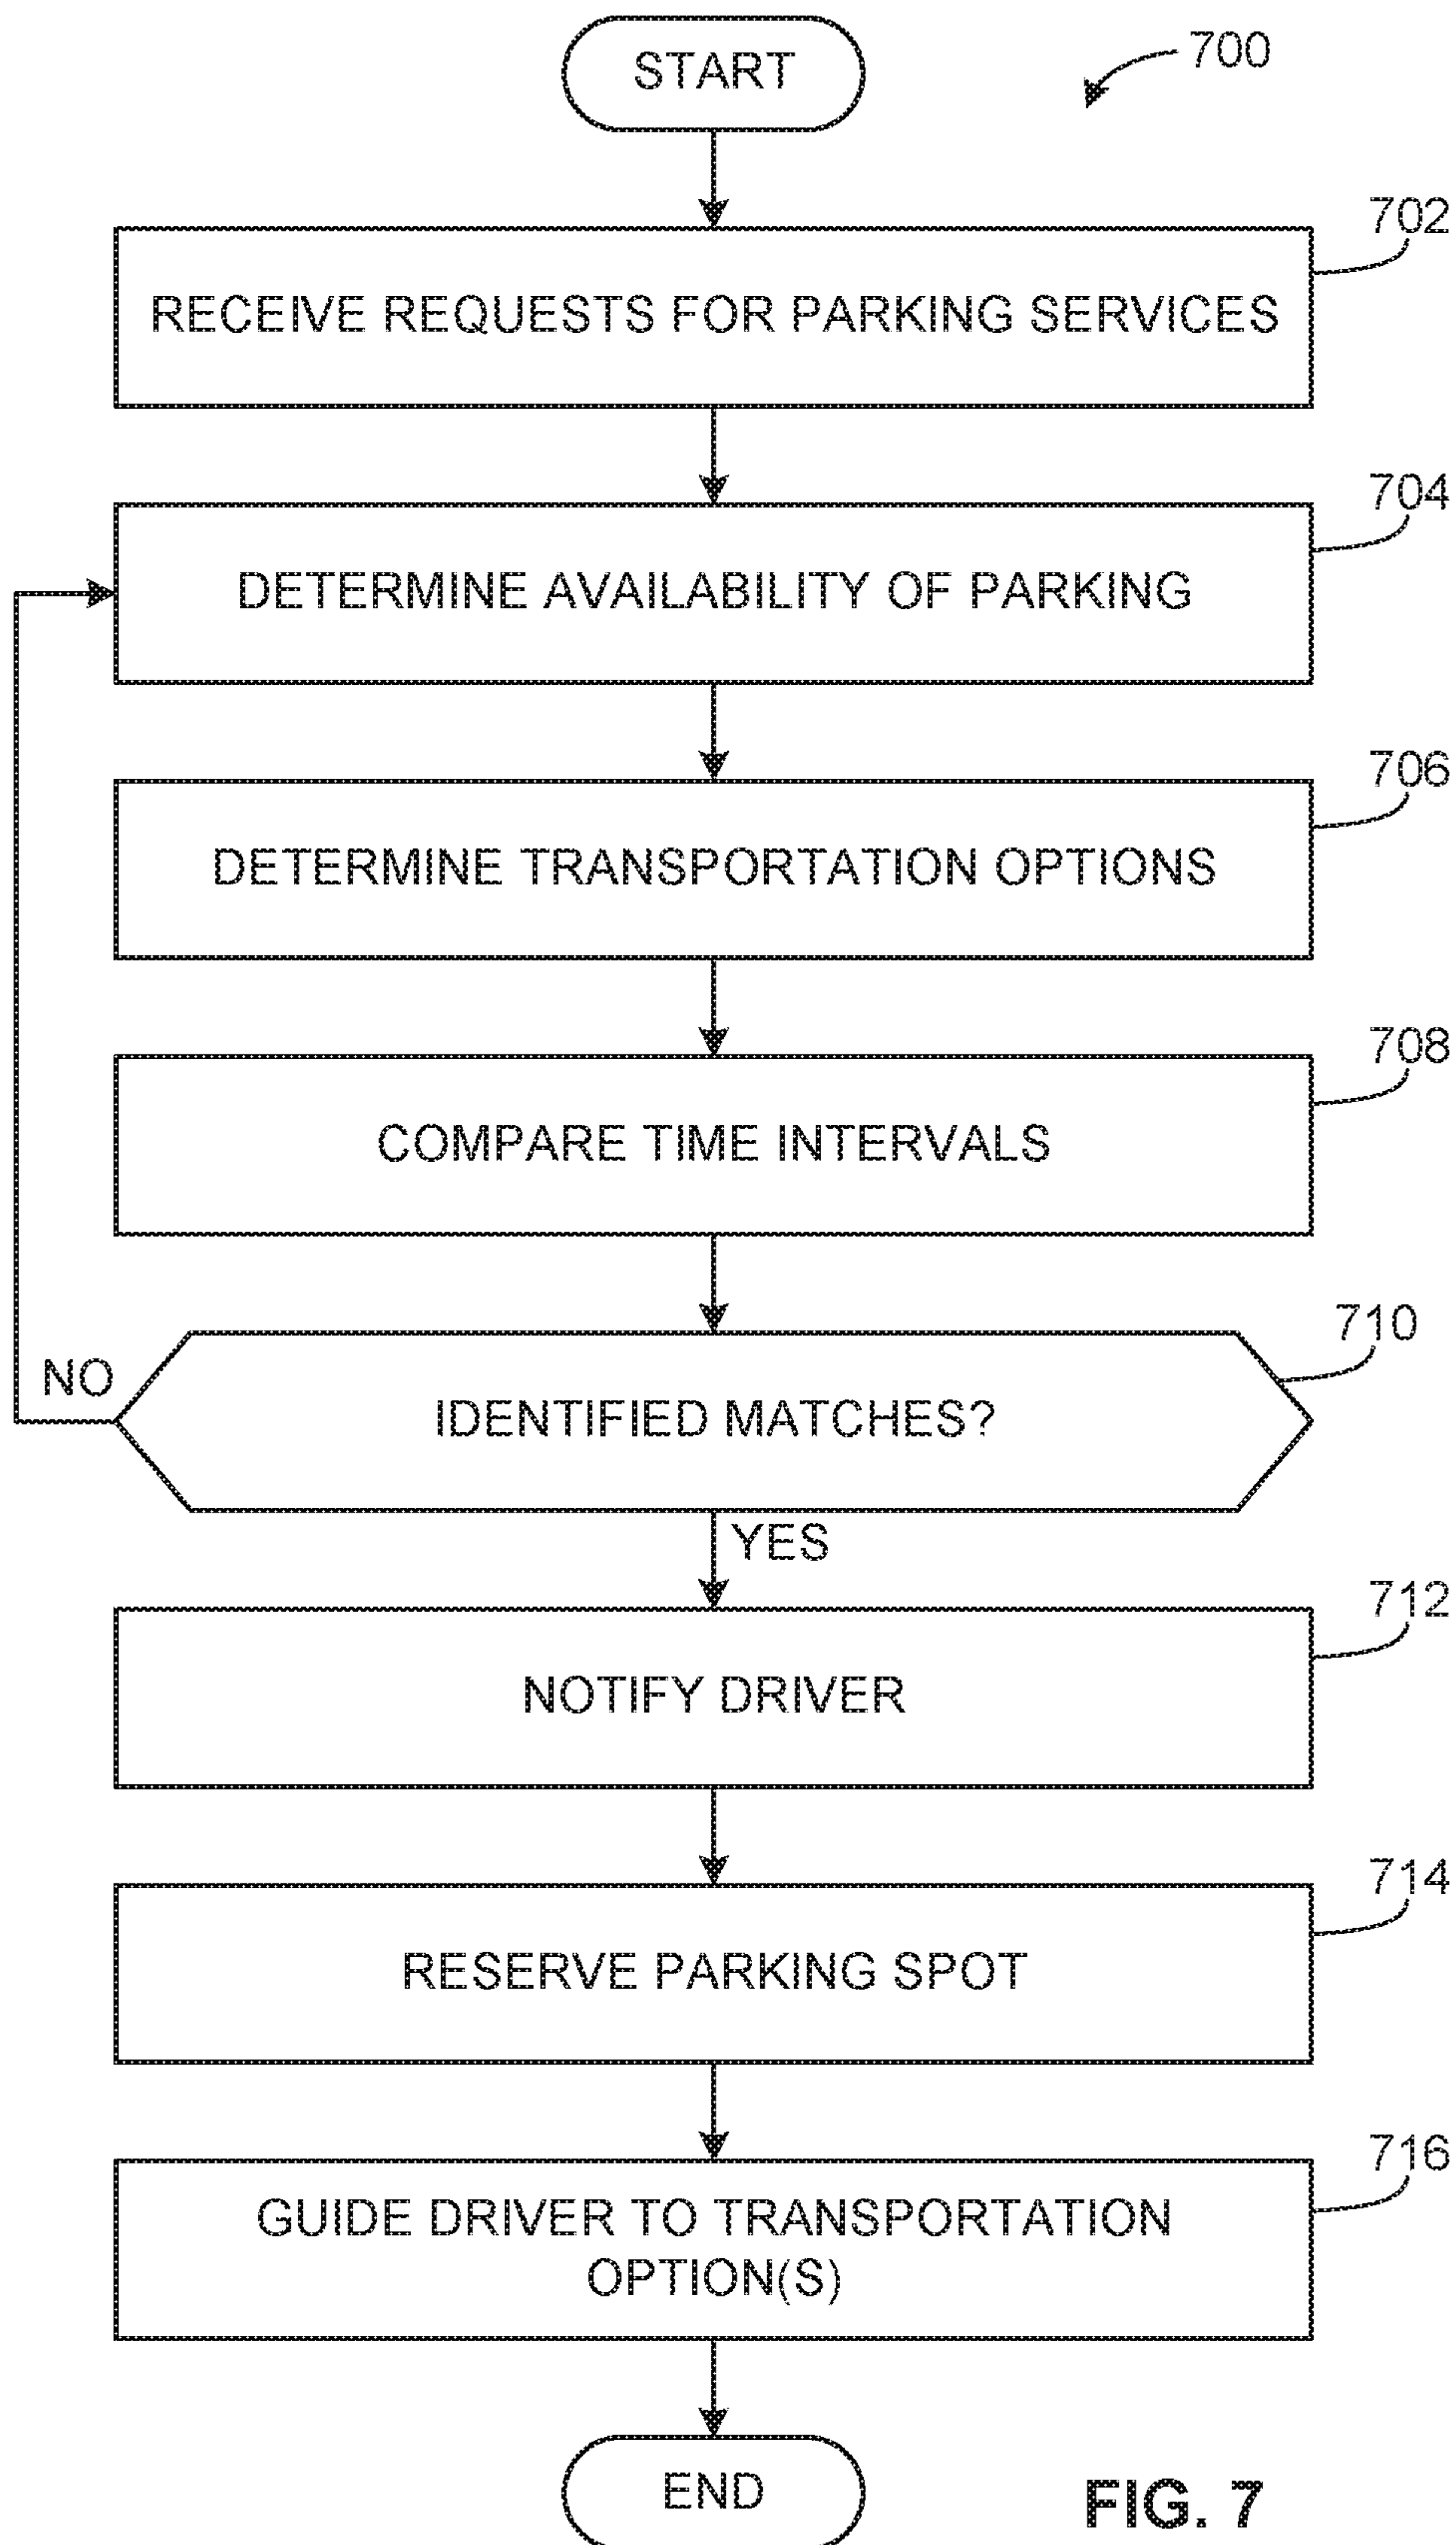 START
700
702
RECEIVE REQUESTS FOR PARKING SERVICES
704
DETERMINE AVAILABILITY OF PARKING
706
DETERMINE TRANSPORTATION OPTIONS
708
COMPARE TIME INTERVALS
710
NO
IDENTIFIED MATCHES?
YES
712
NOTIFY DRIVER
714
RESERVE PARKING SPOT
716
GUIDE DRIVER TO TRANSPORTATION
OPTION(S)
END
FIG. 7